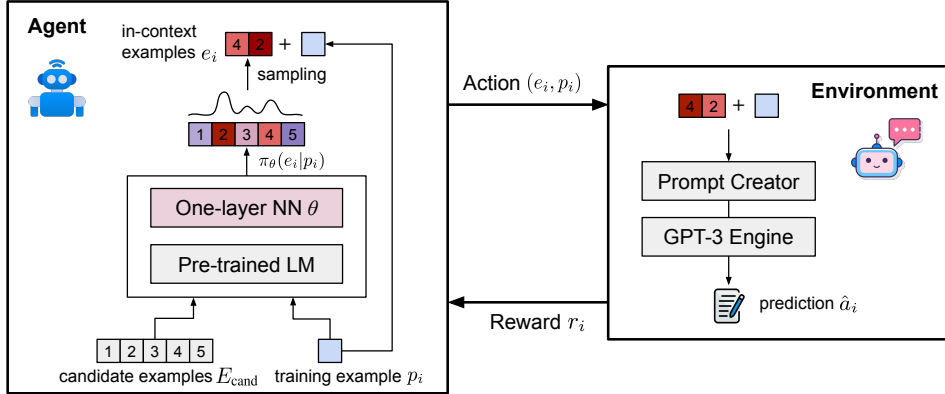 Agent
in-context
examples e_i
4 2 +
sampling
1 2 3 4 5
π_θ(e_i|p_i)
One-layer NN θ
Pre-trained LM
1 2 3 4 5
candidate examples E_cand
training example p_i
Action (e_i, p_i)
Reward r_i
Environment
4 2 +
Prompt Creator
GPT-3 Engine
prediction â_i